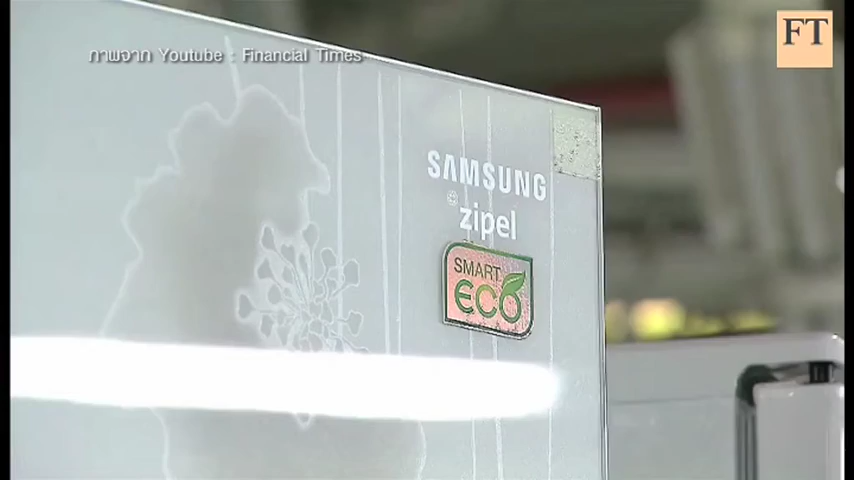 ภาพจาก Youtube : Financial Times
FT
SAMSUNG
zipel
SMART
ECO